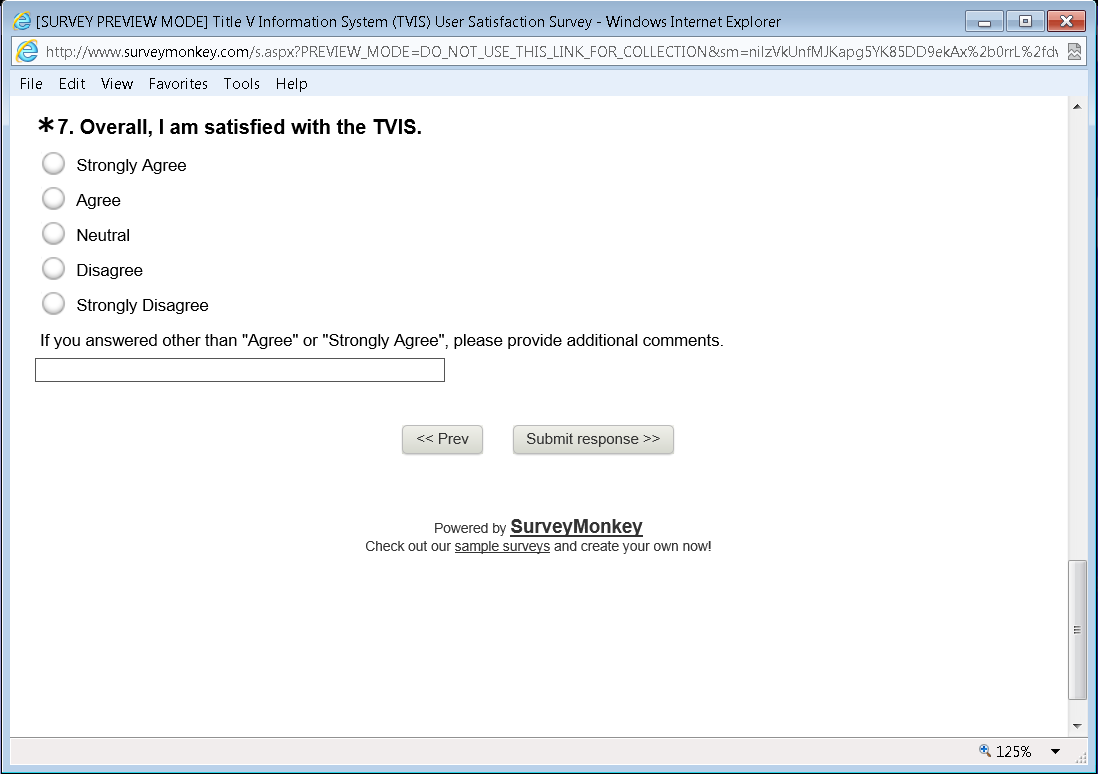 [SURVEY PREVIEW MODE] Title V Information System (TVIS) User Satisfaction Survey - Windows Internet Explorer
http://www.surveymonkey.com/s.aspx?PREVIEW_MODE=DO_NOT_USE_THIS_LINK_FOR_COLLECTION&sm=niIzVkUnfMJKapg5YK85DD9ekAx%2b0rrL%2fdv
File Edit View Favorites Tools Help
*7. Overall, I am satisfied with the TVIS.
Strongly Agree
Agree
Neutral
Disagree
Strongly Disagree
If you answered other than "Agree" or "Strongly Agree", please provide additional comments.
<< Prev Submit response >>
Powered by SurveyMonkey
Check out our sample surveys and create your own now!
125%